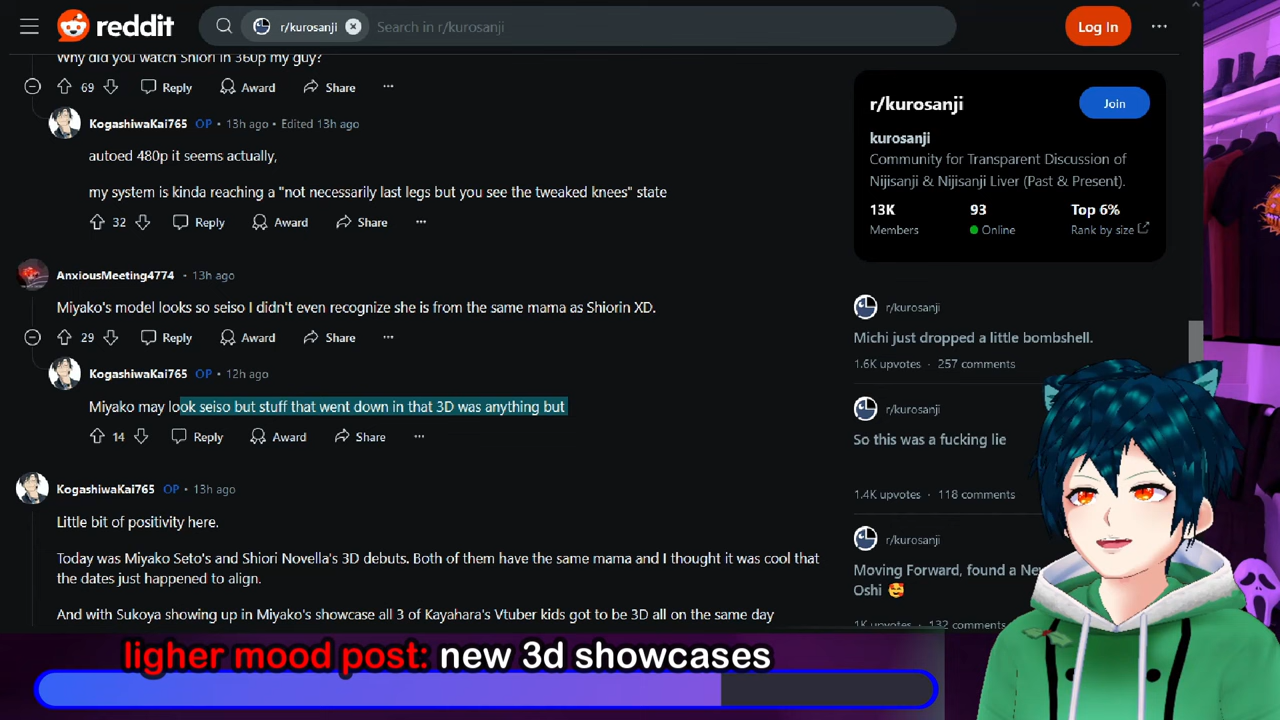 reddit
r/kurosanji
Search in r/kurosanji
Log In
Why did you watch Shiori in 360p my guy?
69 Reply Award Share
KogashiwaKai765 OP • 13h ago • Edited 13h ago
autoed 480p it seems actually,
my system is kinda reaching a "not necessarily last legs but you see the tweaked knees" state
32 Reply Award Share
AnxiousMeeting4774 • 13h ago
Miyako's model looks so seiso I didn't even recognize she is from the same mama as Shiorin XD.
29 Reply Award Share
KogashiwaKai765 OP • 12h ago
Miyako may look seiso but stuff that went down in that 3D was anything but
14 Reply Award Share
KogashiwaKai765 OP • 13h ago
Little bit of positivity here.
Today was Miyako Seto's and Shiori Novella's 3D debuts. Both of them have the same mama and I thought it was cool that
the dates just happened to align.
And with Sukoya showing up in Miyako's showcase all 3 of Kayahara's Vtuber kids got to be 3D all on the same day
r/kurosanji
Join
kurosanji
Community for Transparent Discussion of
Nijisanji & Nijisanji Liver (Past & Present).
13K 93 Top 6%
Members Online Rank by size
r/kurosanji
Michi just dropped a little bombshell.
1.6K upvotes • 257 comments
r/kurosanji
So this was a fucking lie
1.4K upvotes • 118 comments
r/kurosanji
Moving Forward, found a New
Oshi 🥰
1K upvotes • 132 comments
ligher mood post: new 3d showcases